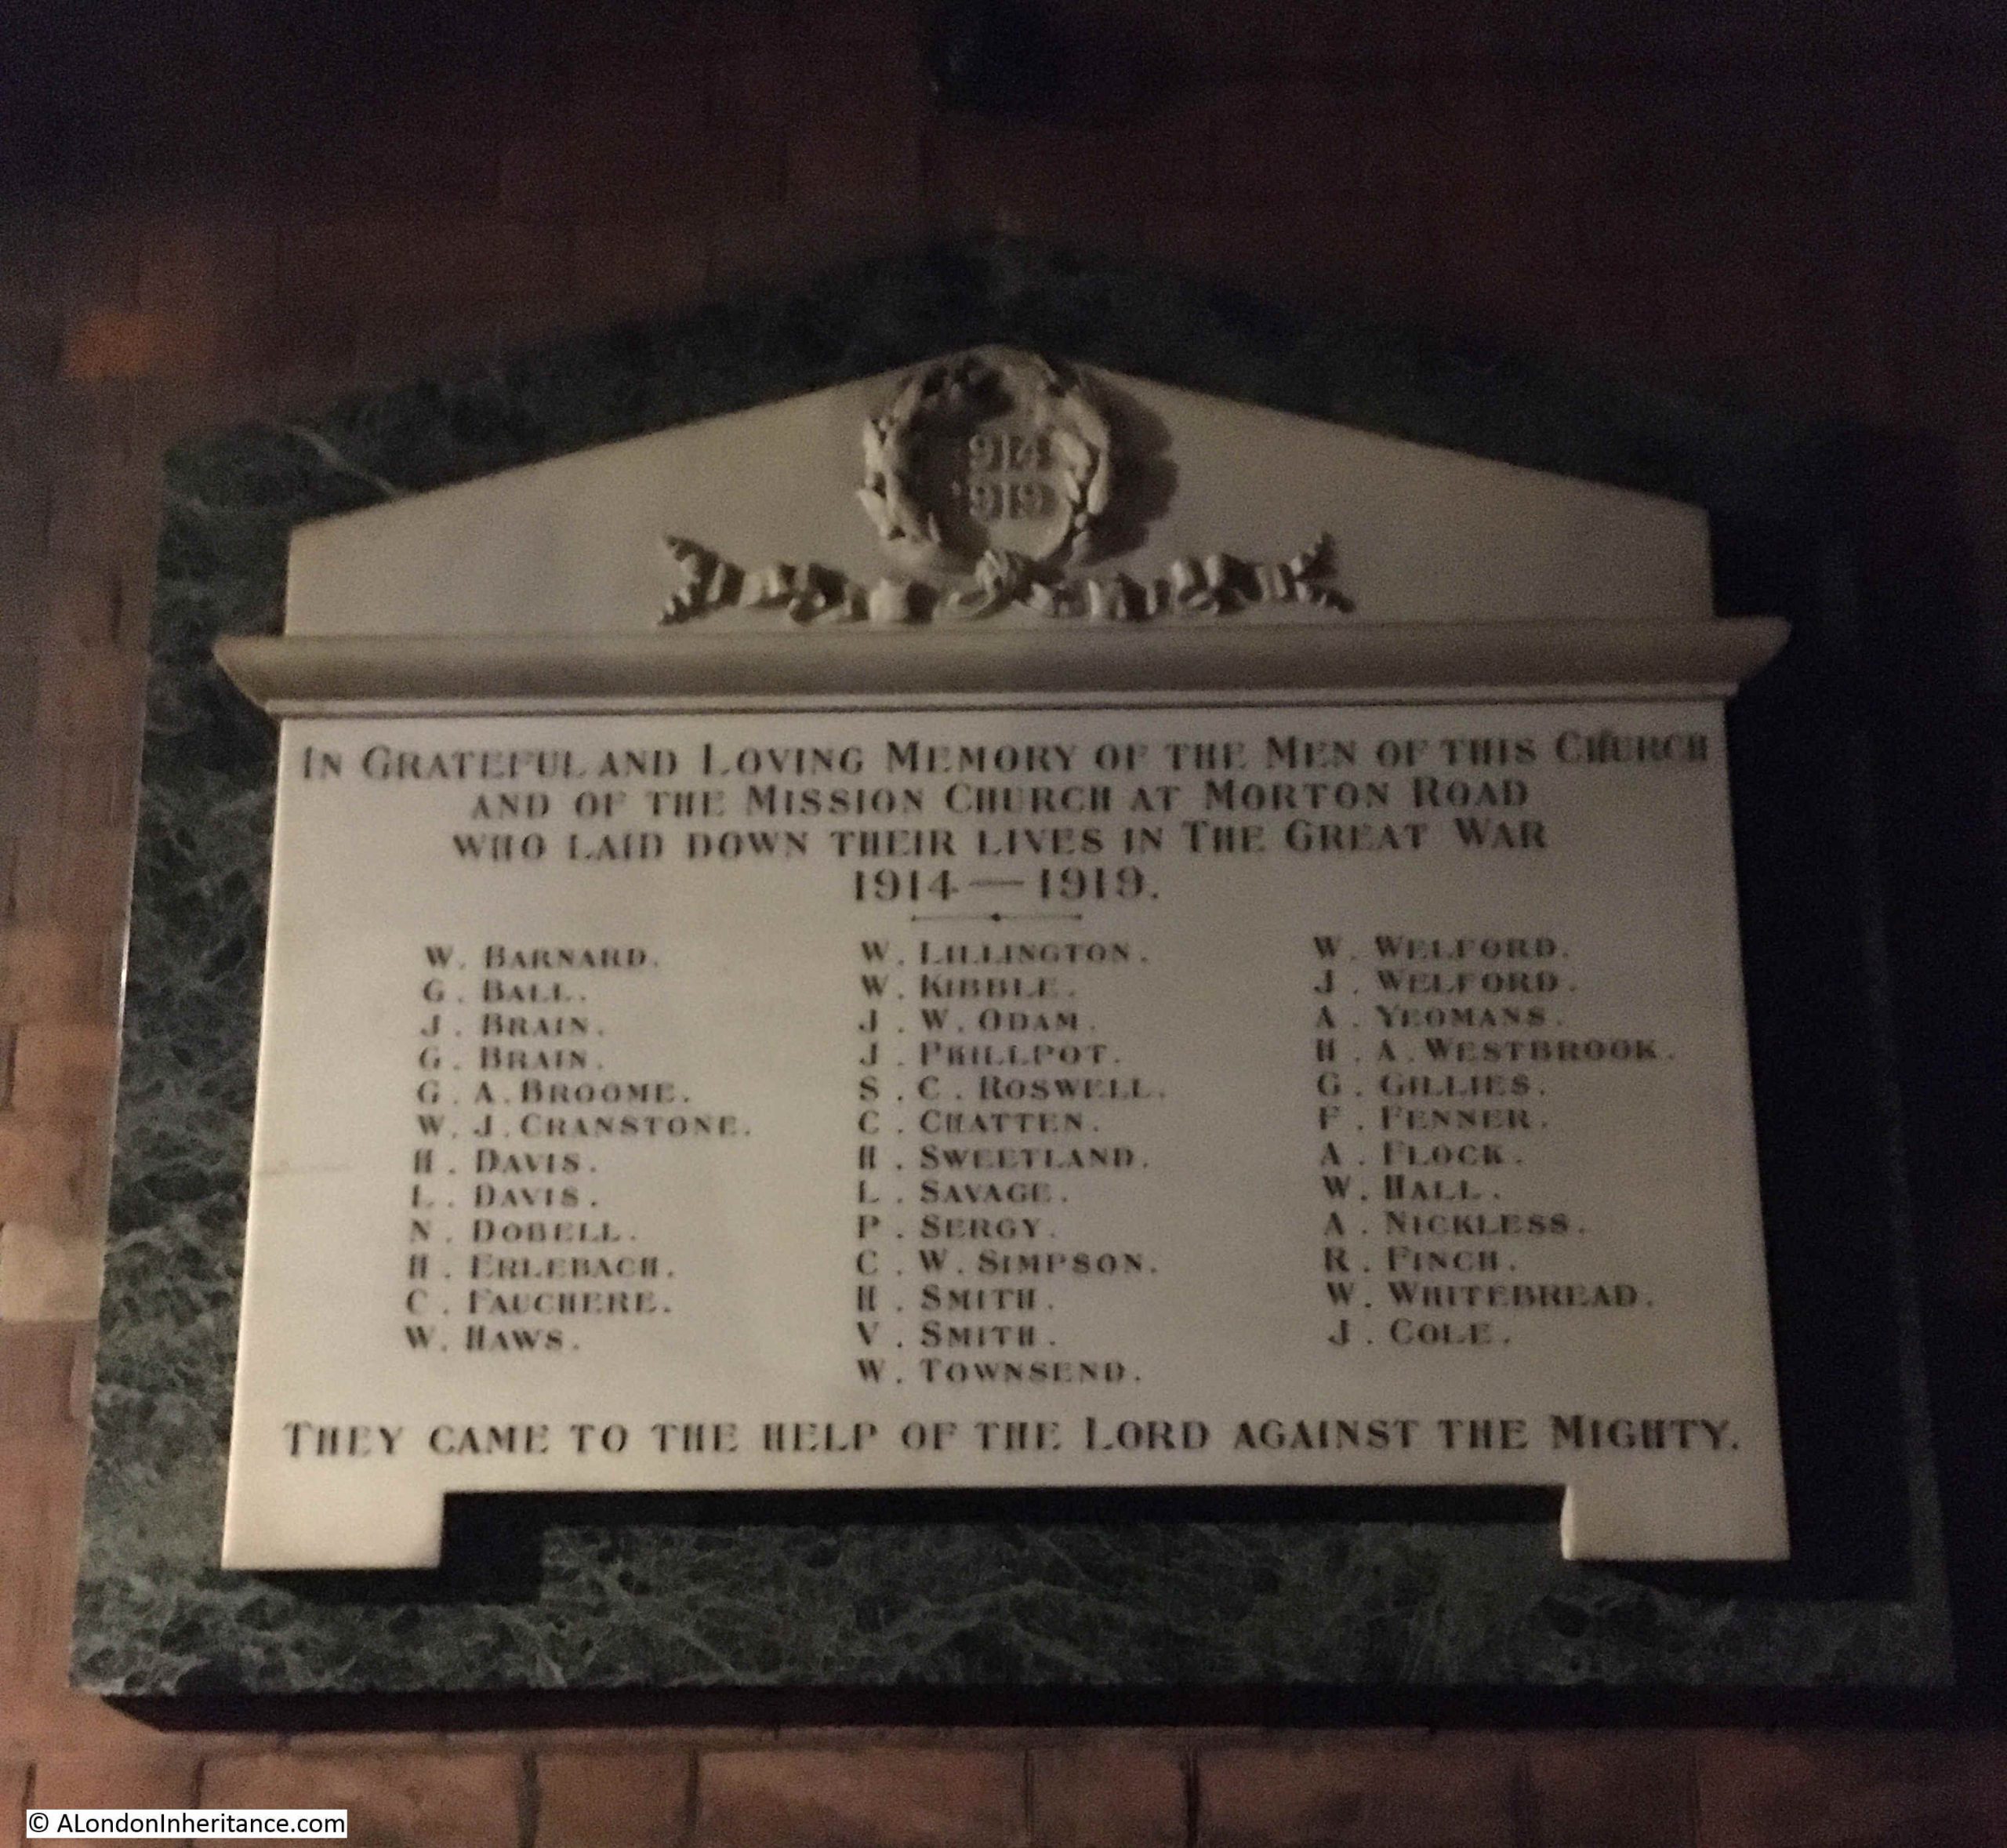 1914
1919
IN GRATEFUL AND LOVING MEMORY OF THE MEN OF THIS CHURCH
AND OF THE MISSION CHURCH AT MORTON ROAD
WHO LAID DOWN THEIR LIVES IN THE GREAT WAR
1914 — 1919.
W. BARNARD.
G. BALL.
J. BRAIN.
G. BRAIN.
G. A. BROOME.
W. J. CRANSTONE.
H. DAVIS.
L. DAVIS.
N. DOBELL.
H. ERLEBACH.
C. FAUCHERE.
W. HAWS.
W. LILLINGTON.
W. KIBBLE.
J. W. ODAM.
J. PHILLPOT.
S. C. ROSWELL.
C. CHATTEN.
H. SWEETLAND.
L. SAVAGE.
P. SERGY.
C. W. SIMPSON.
H. SMITH.
V. SMITH.
W. TOWNSEND.
W. WELFORD.
J. WELFORD.
A. YEOMANS.
H. A. WESTBROOK.
G. GILLIES.
F. FENNER.
A. FLOCK.
W. HALL.
A. NICKLESS.
R. FINCH.
W. WHITEBREAD.
J. COLE.
THEY CAME TO THE HELP OF THE LORD AGAINST THE MIGHTY.
© ALondonInheritance.com